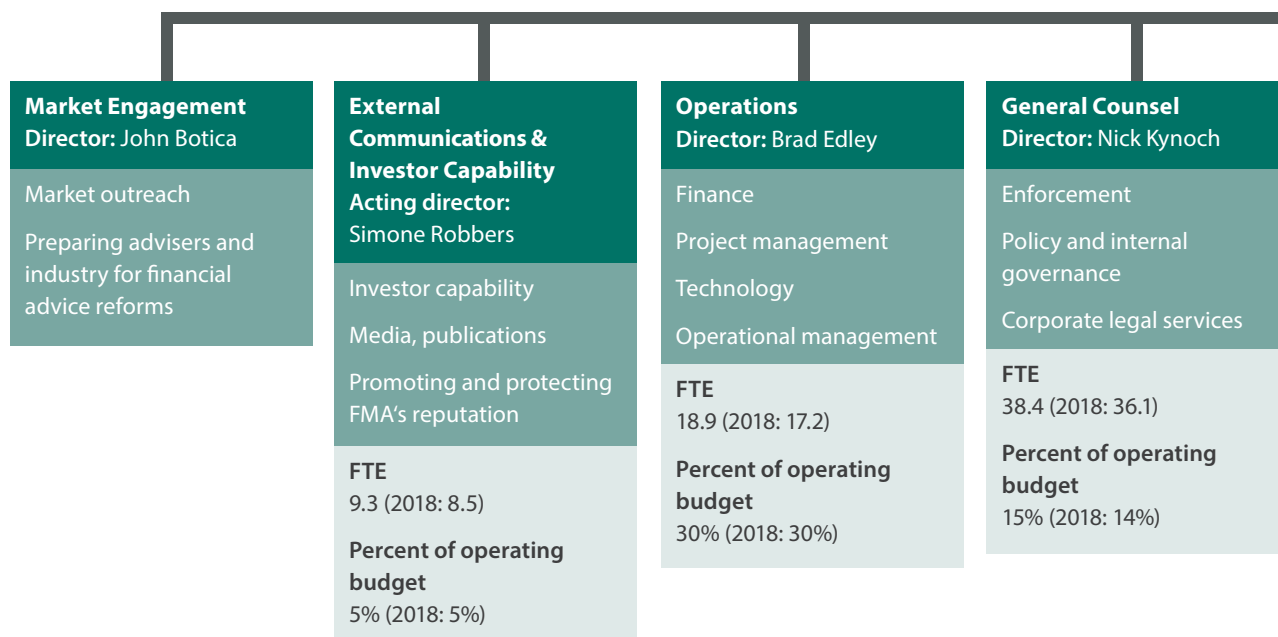 Market Engagement
Director: John Botica
Market outreach
Preparing advisers and
industry for financial
advice reforms
External
Communications &
Investor Capability
Acting director:
Simone Robbers
Investor capability
Media, publications
Promoting and protecting
FMA‘s reputation
FTE
9.3 (2018: 8.5)
Percent of operating
budget
5% (2018: 5%)
Operations
Director: Brad Edley
Finance
Project management
Technology
Operational management
FTE
18.9 (2018: 17.2)
Percent of operating
budget
30% (2018: 30%)
General Counsel
Director: Nick Kynoch
Enforcement
Policy and internal
governance
Corporate legal services
FTE
38.4 (2018: 36.1)
Percent of operating
budget
15% (2018: 14%)